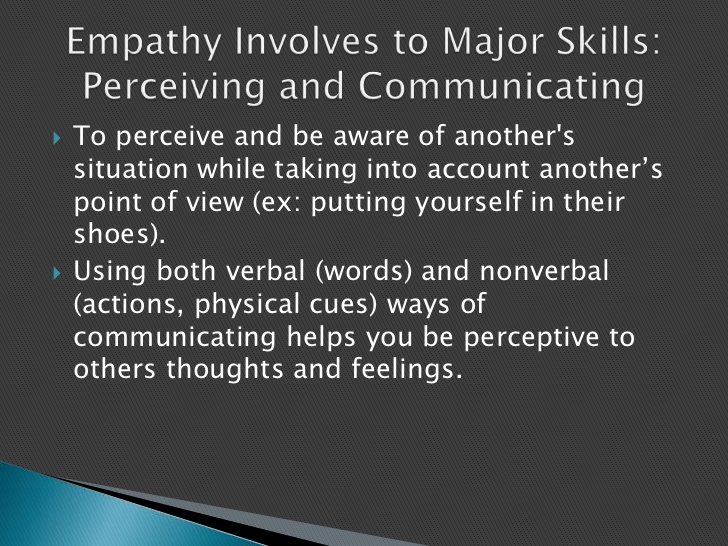 Empathy Involves to Major Skills:
Perceiving and Communicating
To perceive and be aware of another's
situation while taking into account another’s
point of view (ex: putting yourself in their
shoes).
Using both verbal (words) and nonverbal
(actions, physical cues) ways of
communicating helps you be perceptive to
others thoughts and feelings.